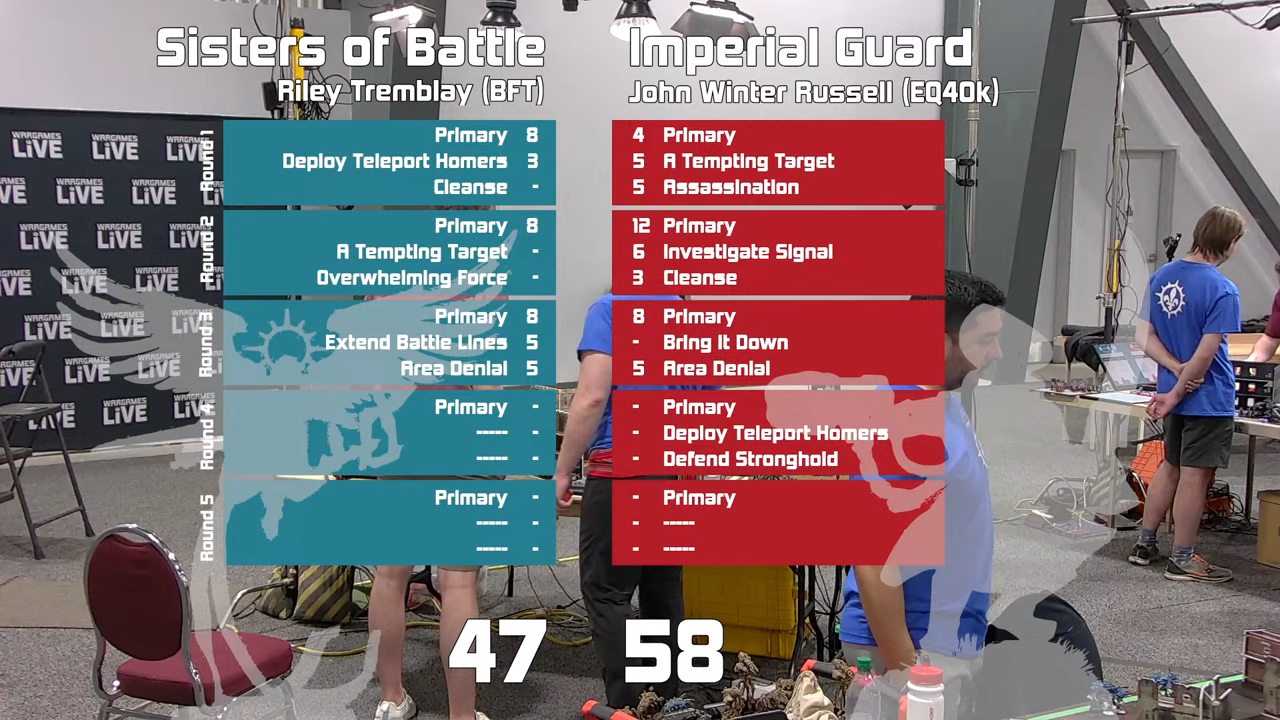 Sisters of Battle
Riley Tremblay (BFT)
Imperial Guard
John Winter Russell (EQ40k)
Round 1
Primary 8
Deploy Teleport Homers 3
Cleanse -
4 Primary
5 A Tempting Target
5 Assassination
Round 2
Primary 8
A Tempting Target -
Overwhelming Force -
12 Primary
6 Investigate Signal
3 Cleanse
Round 3
Primary 8
Extend Battle Lines 5
Area Denial 5
8 Primary
- Bring It Down
5 Area Denial
Round 4
Primary -
----- -
----- -
- Primary
- Deploy Teleport Homers
- Defend Stronghold
Round 5
Primary -
----- -
----- -
- Primary
- -----
- -----
47 58
WARGAMES LIVE
WARGAMES LIVE
WARGAMES LIVE